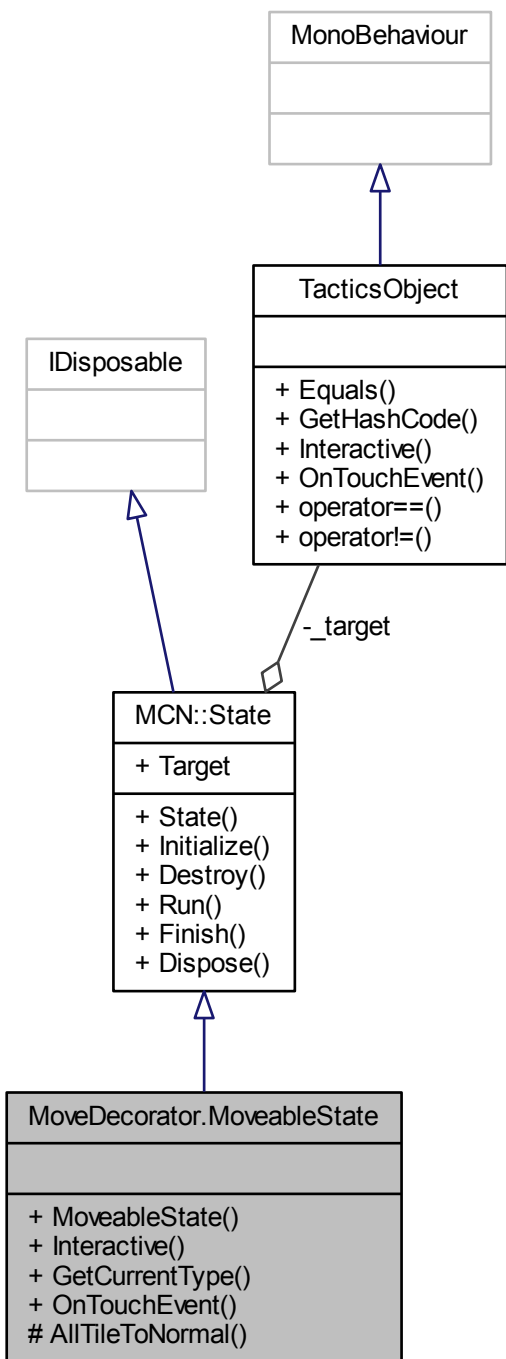 MonoBehaviour
TacticsObject
+ Equals()
+ GetHashCode()
+ Interactive()
+ OnTouchEvent()
+ operator==()
+ operator!=()
IDisposable
-_target
MCN::State
+ Target
+ State()
+ Initialize()
+ Destroy()
+ Run()
+ Finish()
+ Dispose()
MoveDecorator.MoveableState
+ MoveableState()
+ Interactive()
+ GetCurrentType()
+ OnTouchEvent()
# AllTileToNormal()